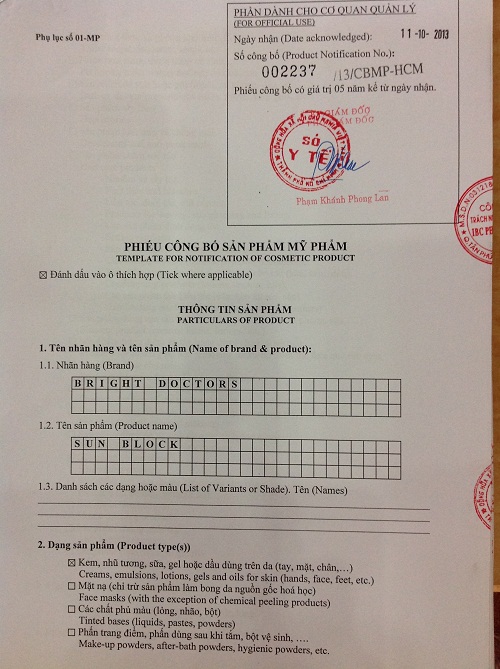 Phụ lục số 01-MP
PHẦN DÀNH CHO CƠ QUAN QUẢN LÝ
(FOR OFFICIAL USE)
Ngày nhận (Date acknowledged): 11-10-2013
Số công bố (Product Notification No.):
002237 /13/CBMP-HCM
Phiếu công bố có giá trị 05 năm kể từ ngày nhận.
GIÁM ĐỐC
GIÁM ĐỐC
SỞ
Y TẾ
Phạm Khánh Phong Lan
PHIẾU CÔNG BỐ SẢN PHẨM MỸ PHẨM
TEMPLATE FOR NOTIFICATION OF COSMETIC PRODUCT
☒ Đánh dấu vào ô thích hợp (Tick where applicable)
THÔNG TIN SẢN PHẨM
PARTICULARS OF PRODUCT
1. Tên nhãn hàng và tên sản phẩm (Name of brand & product):
1.1. Nhãn hàng (Brand)
BRIGHT DOCTORS
1.2. Tên sản phẩm (Product name)
SUN BLOCK
1.3. Danh sách các dạng hoặc màu (List of Variants or Shade). Tên (Names)
2. Dạng sản phẩm (Product type(s))
☒ Kem, nhũ tương, sữa, gel hoặc dầu dùng trên da (tay, mặt, chân,…)
Creams, emulsions, lotions, gels and oils for skin (hands, face, feet, etc.)
☐ Mặt nạ (chỉ trừ sản phẩm làm bong da nguồn gốc hoá học)
Face masks (with the exception of chemical peeling products)
☐ Các chất phủ màu (lỏng, nhão, bột)
Tinted bases (liquids, pastes, powders)
☐ Phấn trang điểm, phấn dùng sau khi tắm, bột vệ sinh, ….
Make-up powders, after-bath powders, hygienic powders, etc.